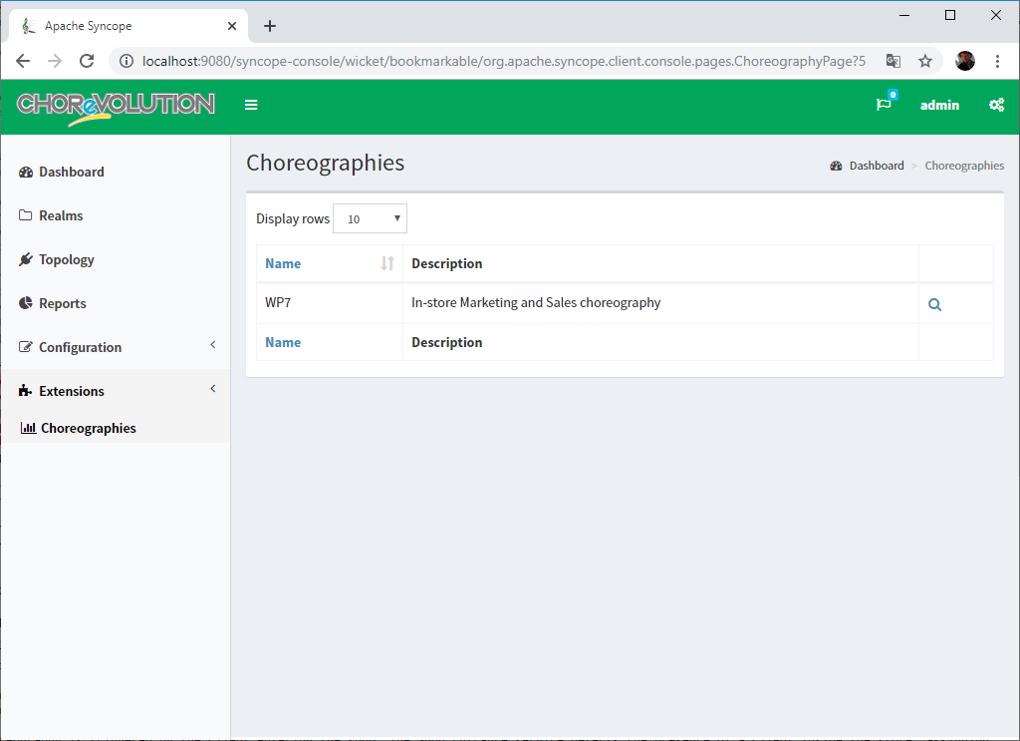 Apache Syncope
localhost:9080/syncope-console/wicket/bookmarkable/org.apache.syncope.client.console.pages.ChoreographyPage?5
CHOReVOLUTION
0
admin
Dashboard
Realms
Topology
Reports
Configuration
Extensions
Choreographies
Choreographies
Dashboard > Choreographies
Display rows 10
Name Description
WP7 In-store Marketing and Sales choreography
Name Description